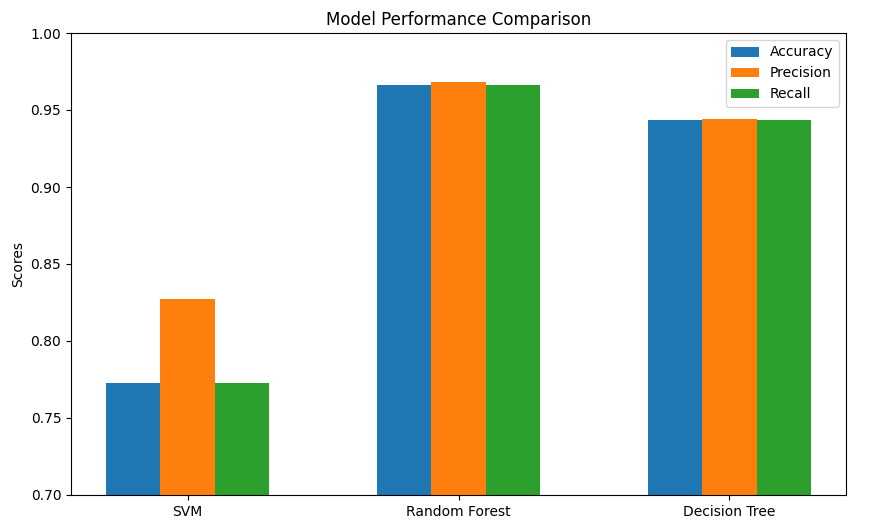 Model Performance Comparison
1.00
0.95
0.90
0.85
0.80
0.75
0.70
Scores
Accuracy
Precision
Recall
SVM
Random Forest
Decision Tree